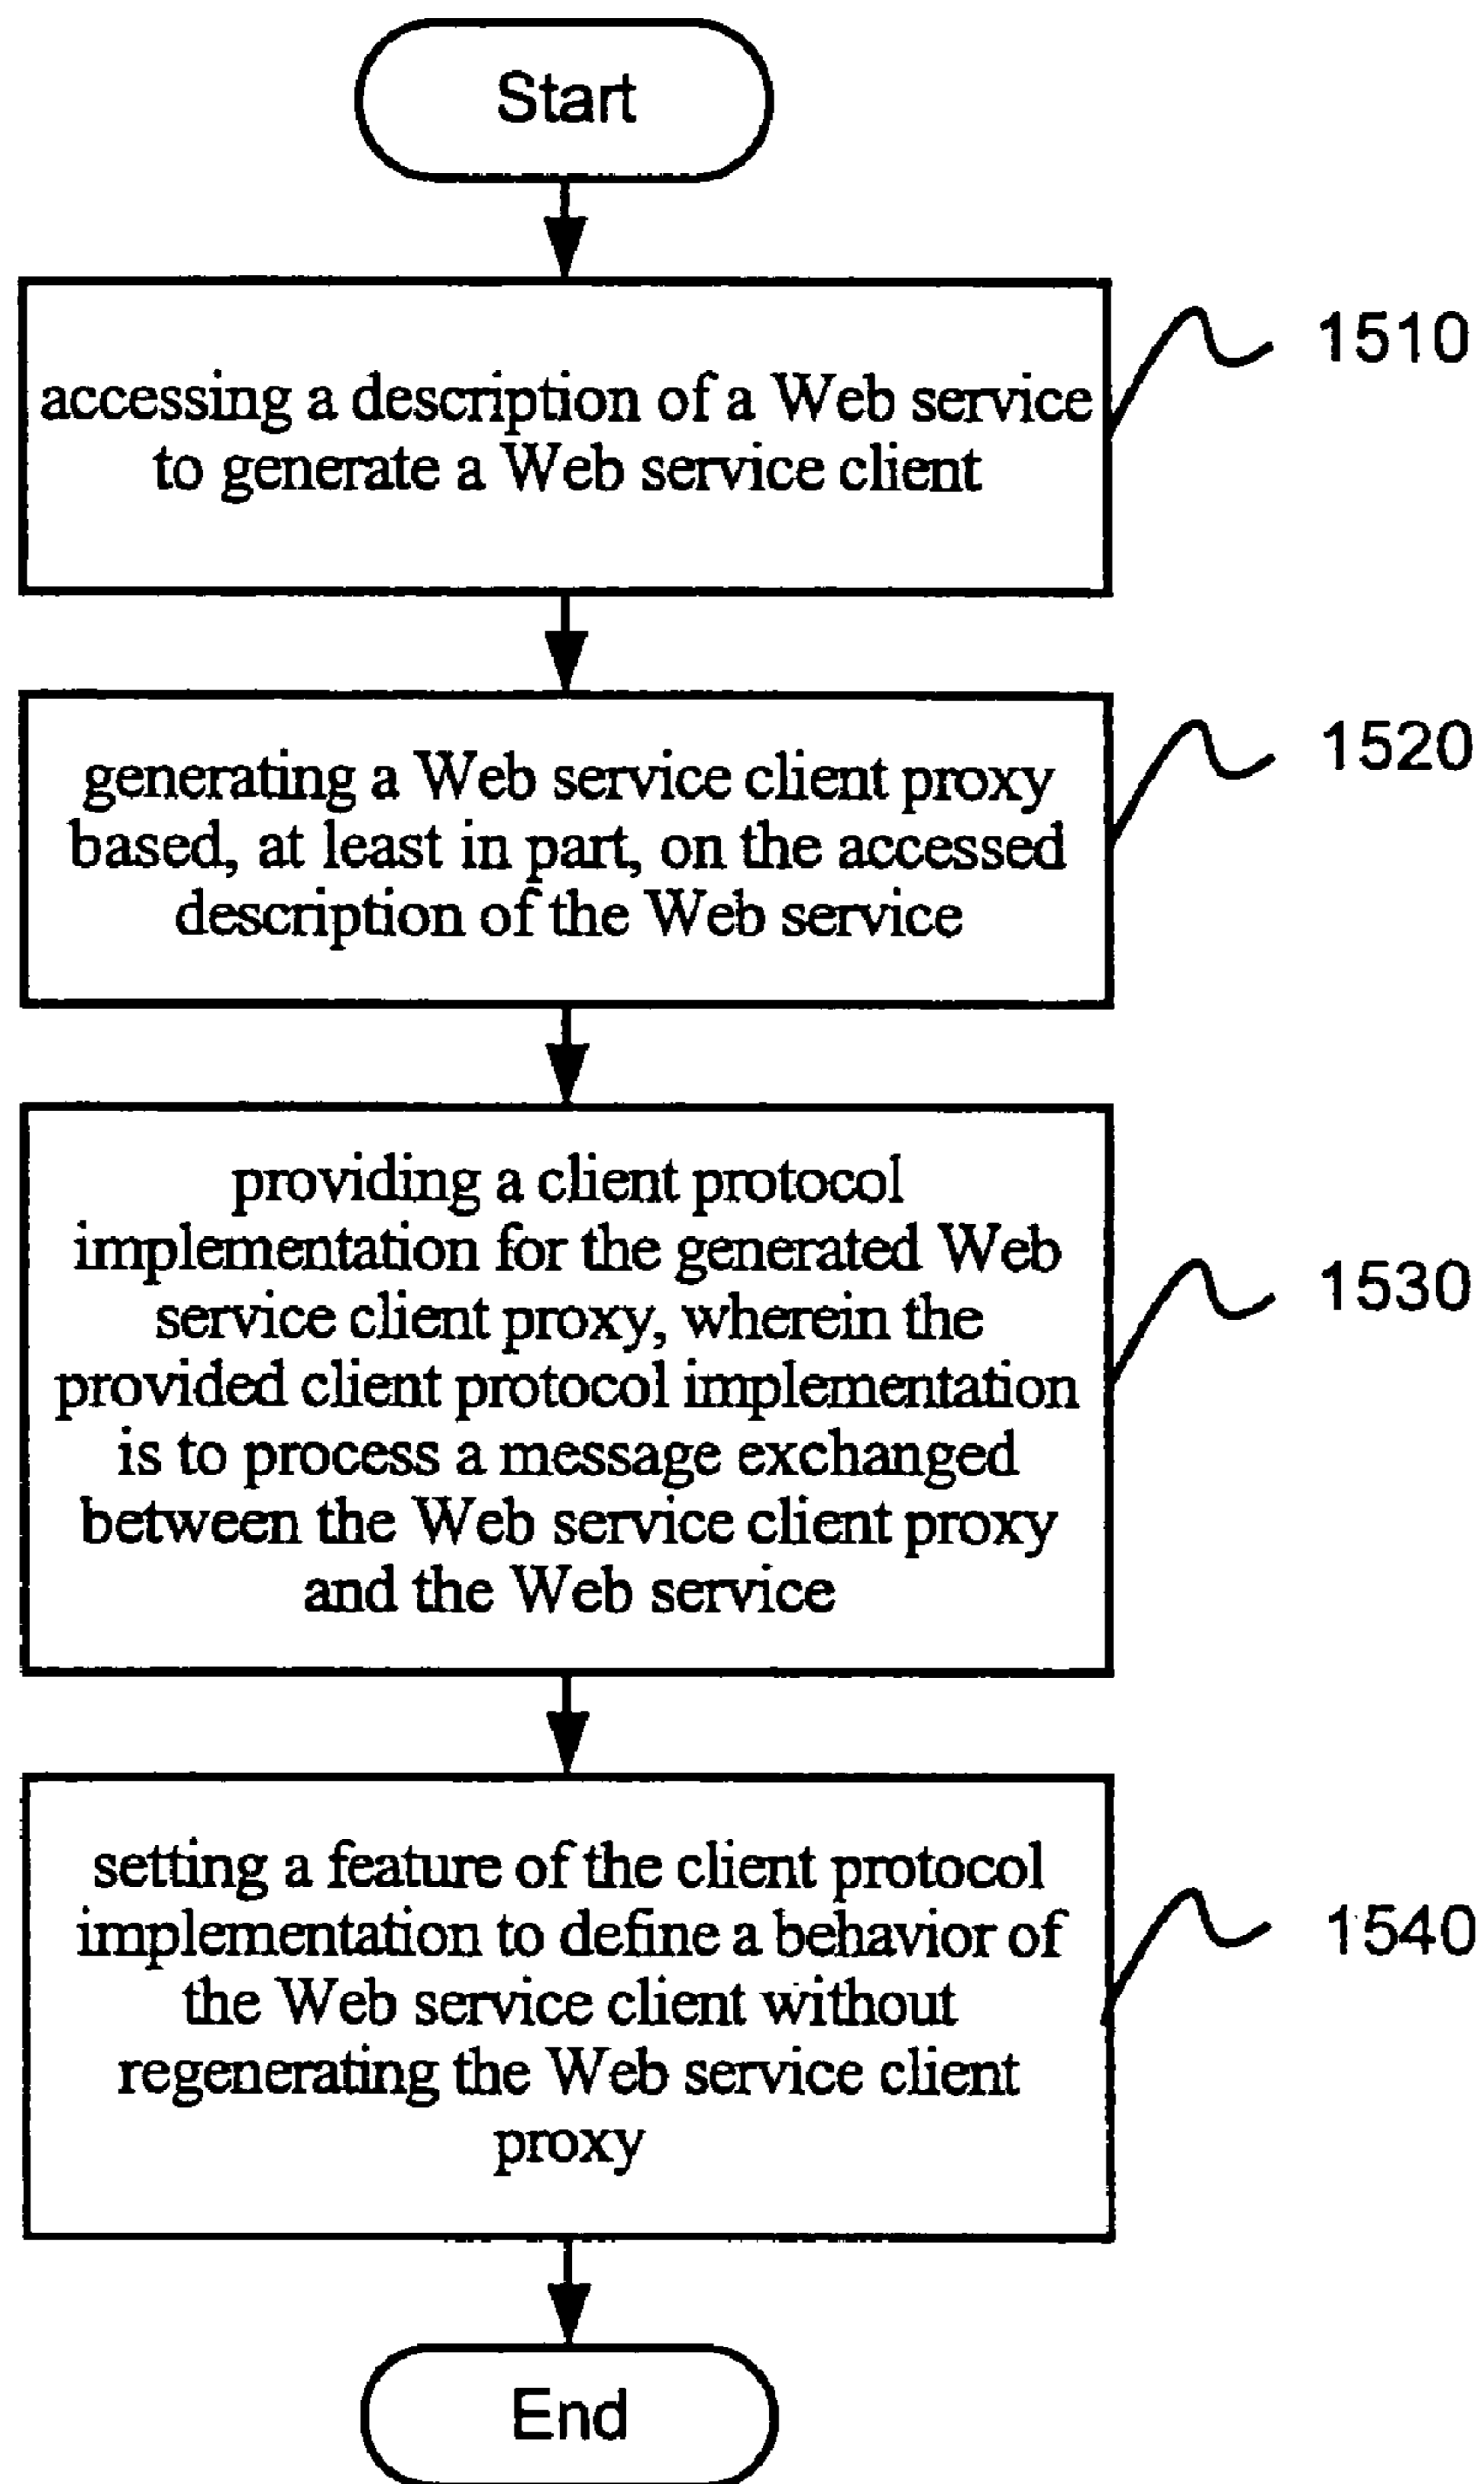 Start
accessing a description of a Web service
to generate a Web service client
1510
generating a Web service client proxy
based, at least in part, on the accessed
description of the Web service
1520
providing a client protocol
implementation for the generated Web
service client proxy, wherein the
provided client protocol implementation
is to process a message exchanged
between the Web service client proxy
and the Web service
1530
setting a feature of the client protocol
implementation to define a behavior of
the Web service client without
regenerating the Web service client
proxy
1540
End